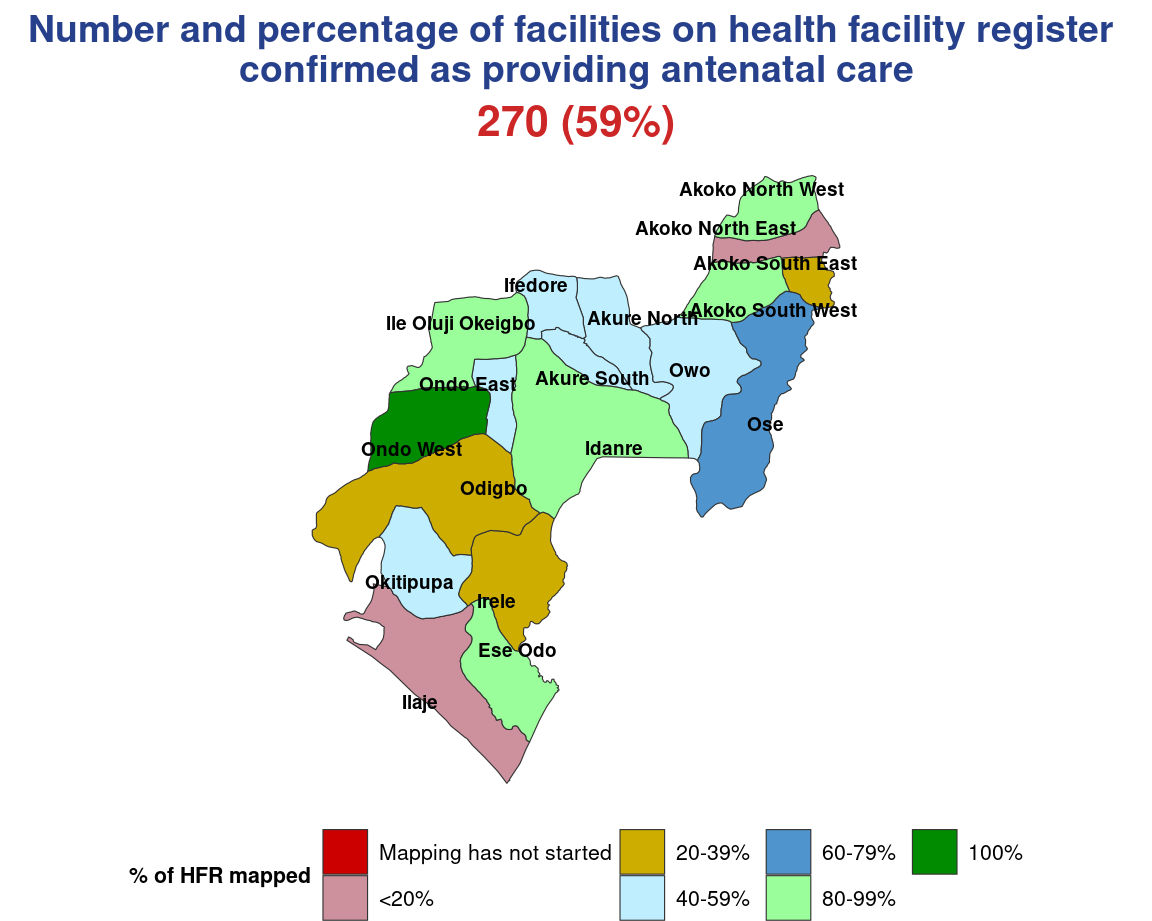 Number and percentage of facilities on health facility register
confirmed as providing antenatal care
270 (59%)
Akoko North West
Akoko North East
Akoko South East
Ifedore
Akoko South West
Akure North
Ile Oluji Okeigbo
Owo
Akure South
Ondo East
Ose
Idanre
Ondo West
Odigbo
Okitipupa
Irele
Ese Odo
Ilaje
% of HFR mapped
Mapping has not started
<20%
20-39%
40-59%
60-79%
80-99%
100%